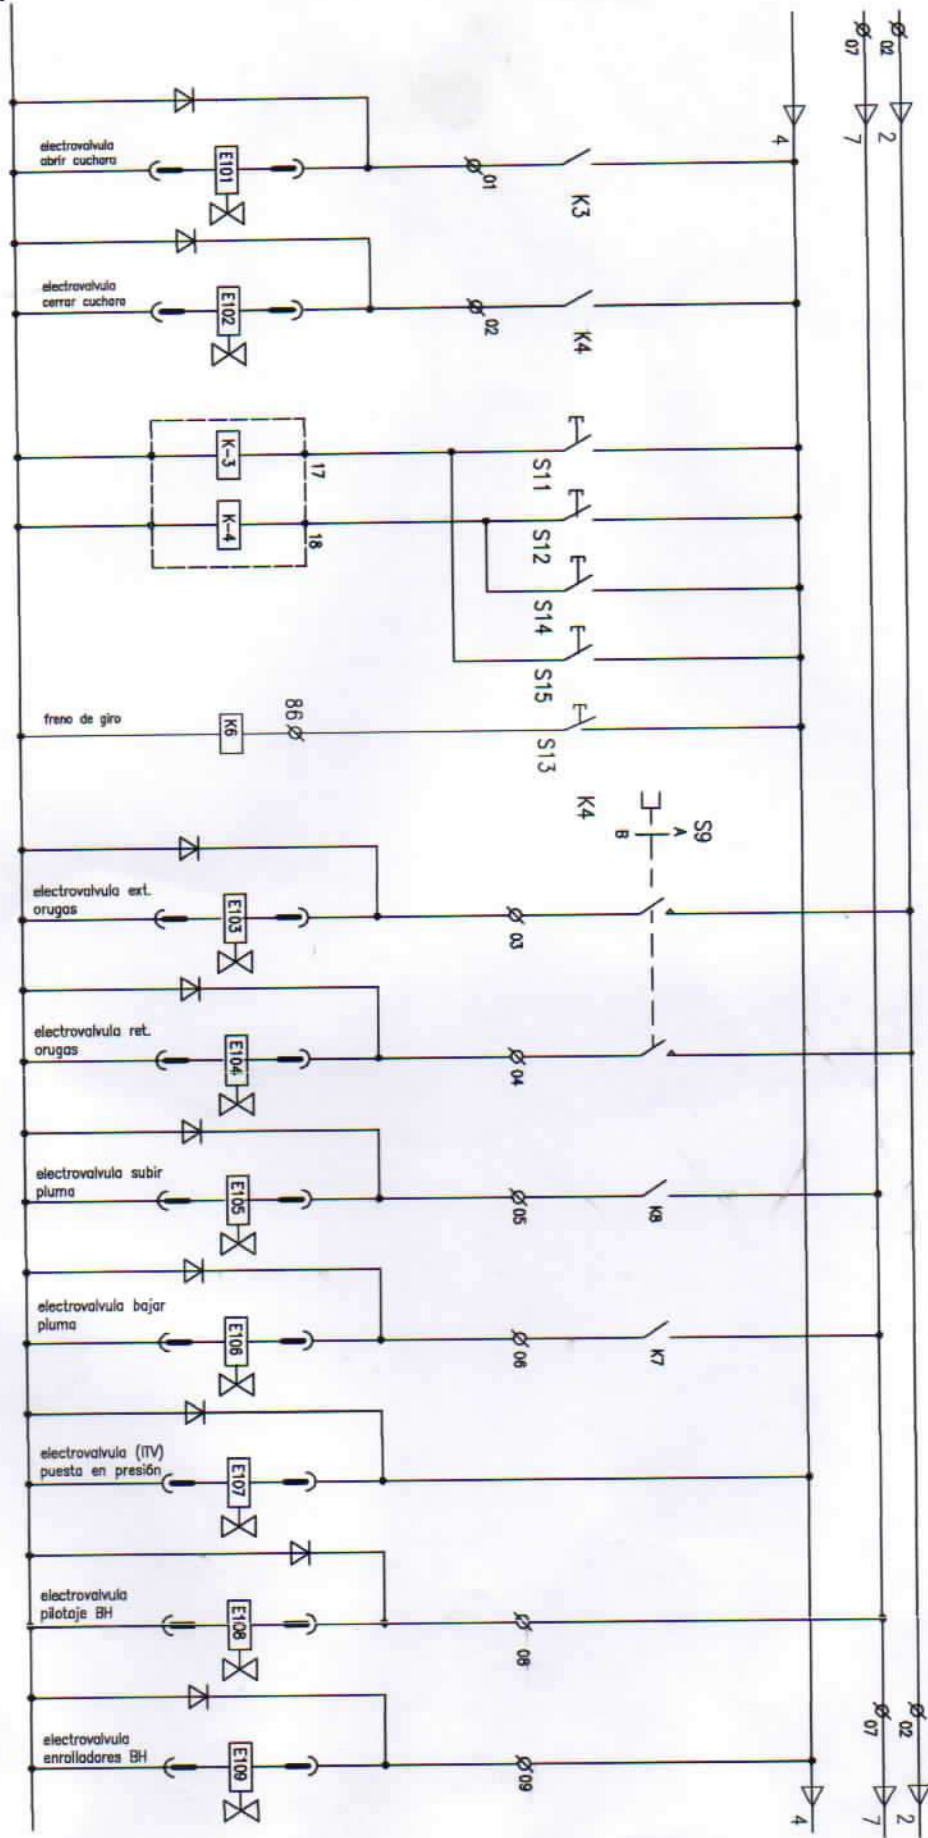 02
07
2
7
4
electrovalvula
abrir cuchara
E101
01
K3
electrovalvula
cerrar cuchara
E102
02
K4
K-3
17
S11
K-4
18
S12
S14
S15
freno de giro
K6
86
S13
K4
S9
A
B
electrovalvula ext.
orugas
E103
03
electrovalvula ret.
orugas
E104
04
electrovalvula subir
pluma
E105
05
K8
electrovalvula bajar
pluma
E106
06
K7
electrovalvula (ITV)
puesta en presión
E107
electrovalvula
pilotaje BH
E108
08
electrovalvula
enrolladores BH
E109
09
02
07
2
7
4